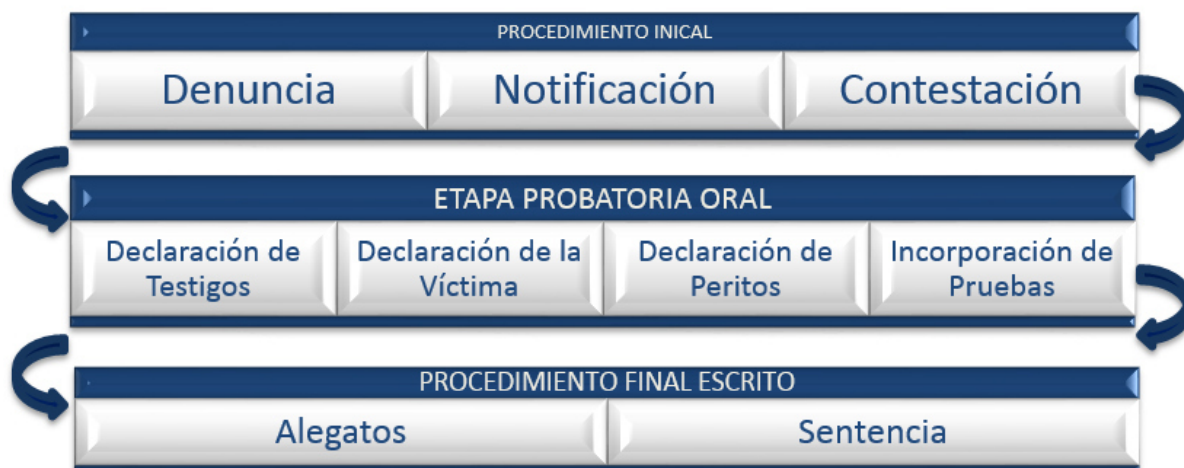 PROCEDIMIENTO INICAL
Denuncia
Notificación
Contestación
ETAPA PROBATORIA ORAL
Declaración de
Testigos
Declaración de la
Víctima
Declaración de
Peritos
Incorporación de
Pruebas
PROCEDIMIENTO FINAL ESCRITO
Alegatos
Sentencia